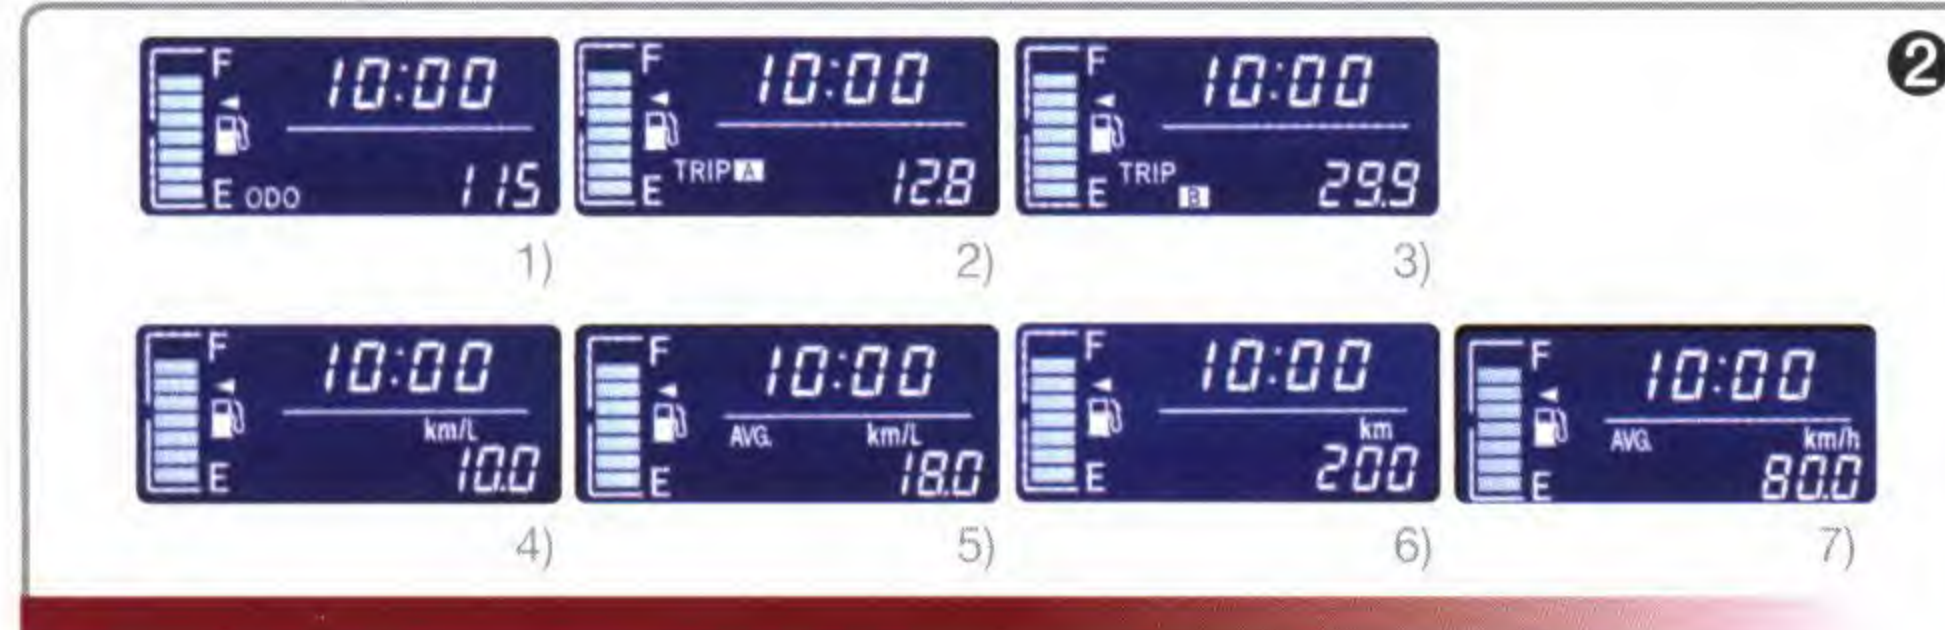 2
F 10:00
E ODO 115
1)
F 10:00
TRIP A
E 12.8
2)
F 10:00
TRIP
B
E 29.9
3)
F 10:00
km/L
E 10.0
4)
F 10:00
AVG. km/L
E 18.0
5)
F 10:00
km
E 200
6)
F 10:00
AVG. km/h
E 80.0
7)